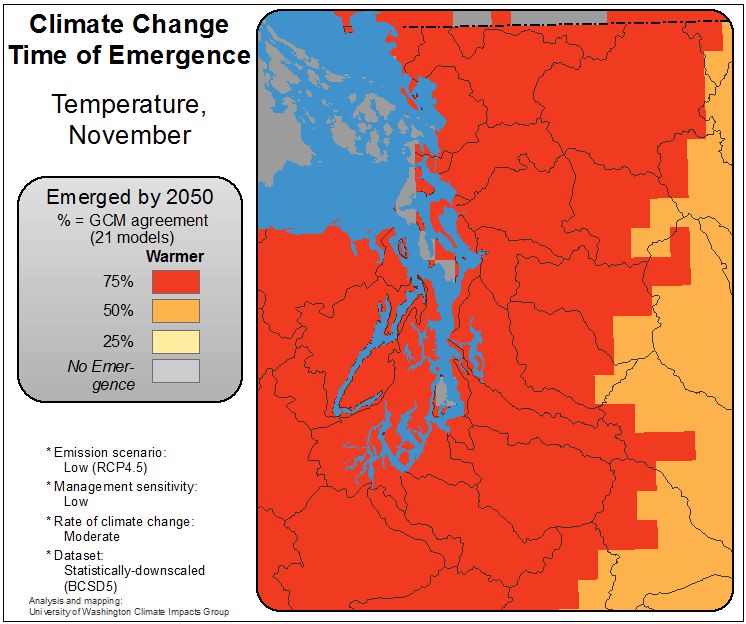 Climate Change
Time of Emergence
Temperature,
November
Emerged by 2050
% = GCM agreement
(21 models)
Warmer
75%
50%
25%
No Emer-
gence
* Emission scenario:
Low (RCP4.5)
* Management sensitivity:
Low
* Rate of climate change:
Moderate
* Dataset:
Statistically-downscaled
(BCSD5)
Analysis and mapping:
University of Washington Climate Impacts Group